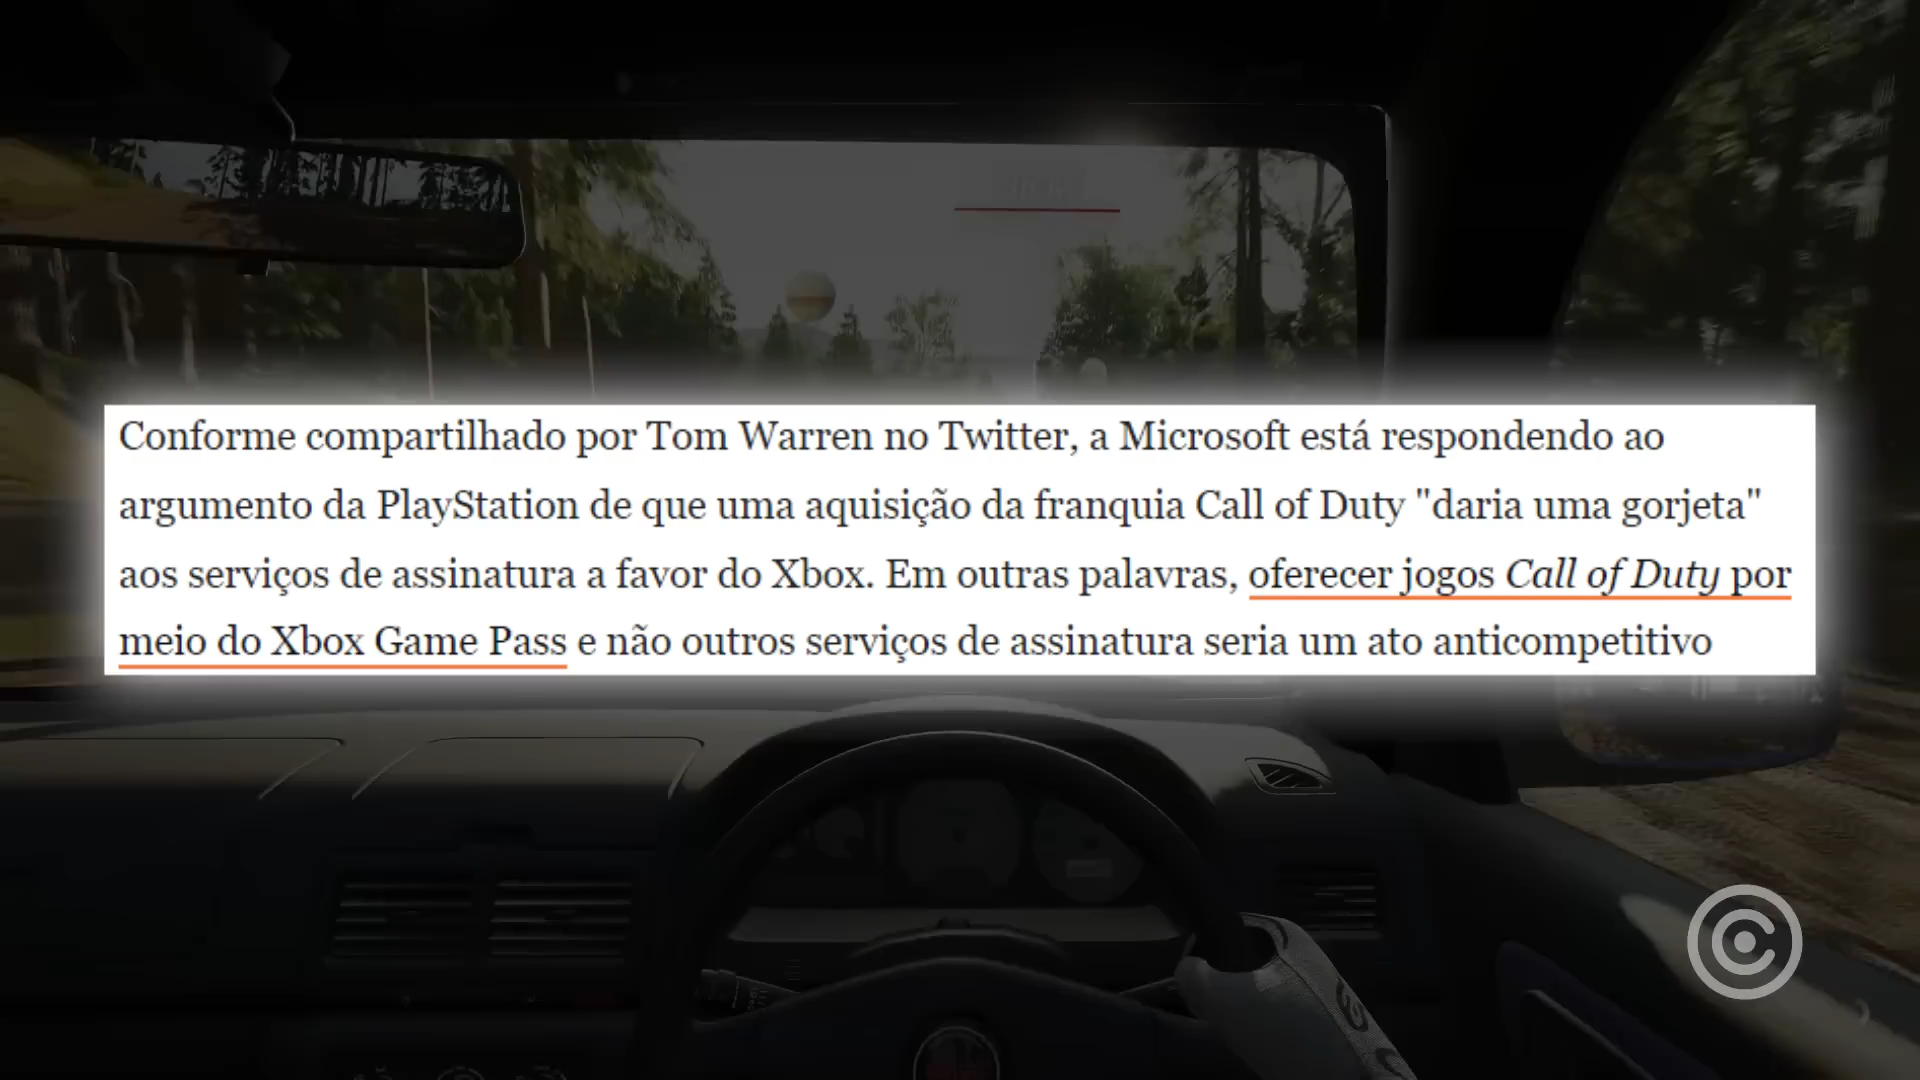 Conforme compartilhado por Tom Warren no Twitter, a Microsoft está respondendo ao
argumento da PlayStation de que uma aquisição da franquia Call of Duty "daria uma gorjeta"
aos serviços de assinatura a favor do Xbox. Em outras palavras, oferecer jogos Call of Duty por
meio do Xbox Game Pass e não outros serviços de assinatura seria um ato anticompetitivo